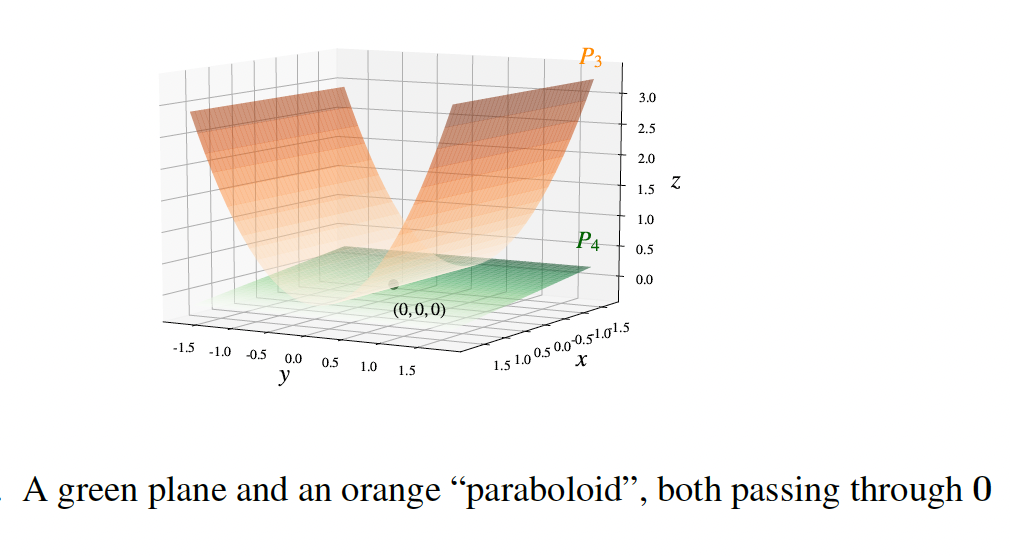 P3
3.0
2.5
2.0
1.5 z
1.0
P4 0.5
0.0
(0,0,0)
-1.5 -1.0 -0.5 0.0 0.5 1.0 1.5
y
1.5 1.0 0.5 0.0-0.5-1.0-1.5
x
. A green plane and an orange “paraboloid”, both passing through 0